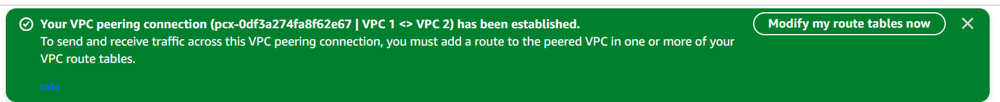 Your VPC peering connection (pcx-0df3a274fa8f62e67 | VPC 1 <> VPC 2) has been established.
Modify my route tables now
To send and receive traffic across this VPC peering connection, you must add a route to the peered VPC in one or more of your
VPC route tables.
Info